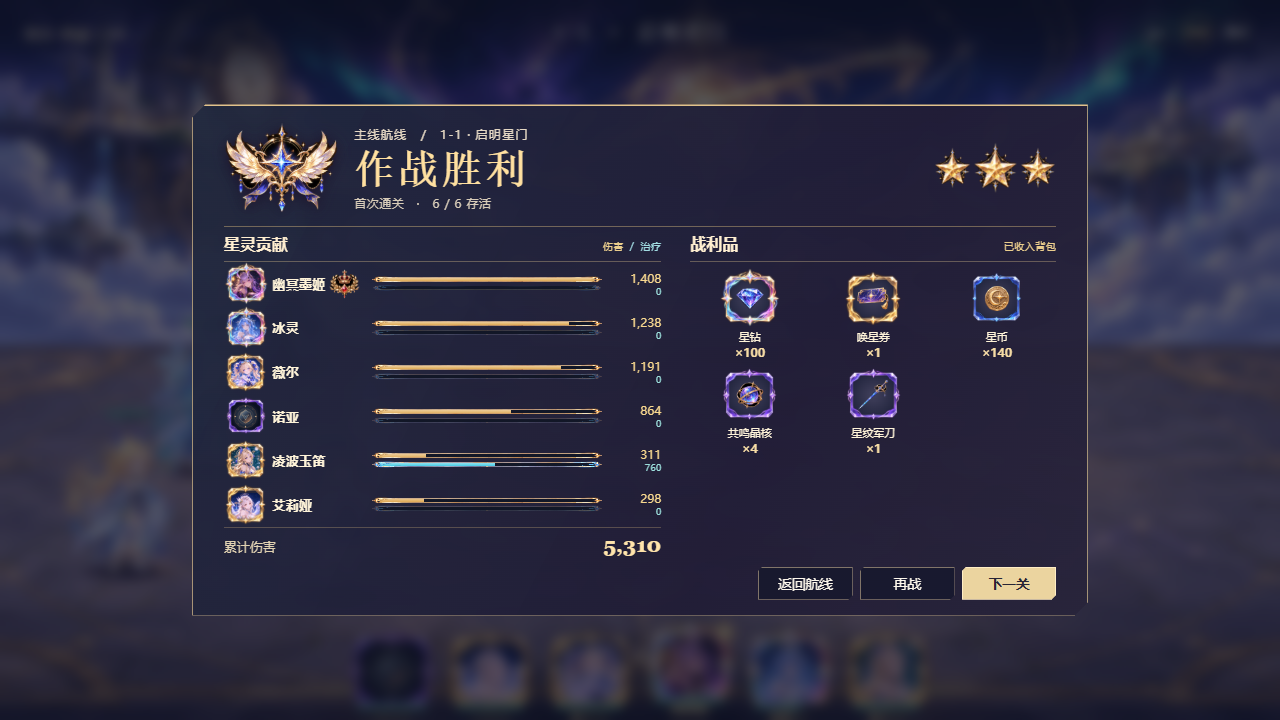 主线航线 / 1-1 · 启明星门
作战胜利
首次通关 · 6 / 6 存活
星灵贡献
伤害 / 治疗
幽冥墨姬
1,408
0
冰灵
1,238
0
薇尔
1,191
0
诺亚
864
0
凌波玉笛
311
760
艾莉娅
298
0
累计伤害
5,310
战利品
已收入背包
星钻
×100
唤星券
×1
星币
×140
共鸣晶核
×4
星纹军刀
×1
返回航线
再战
下一关